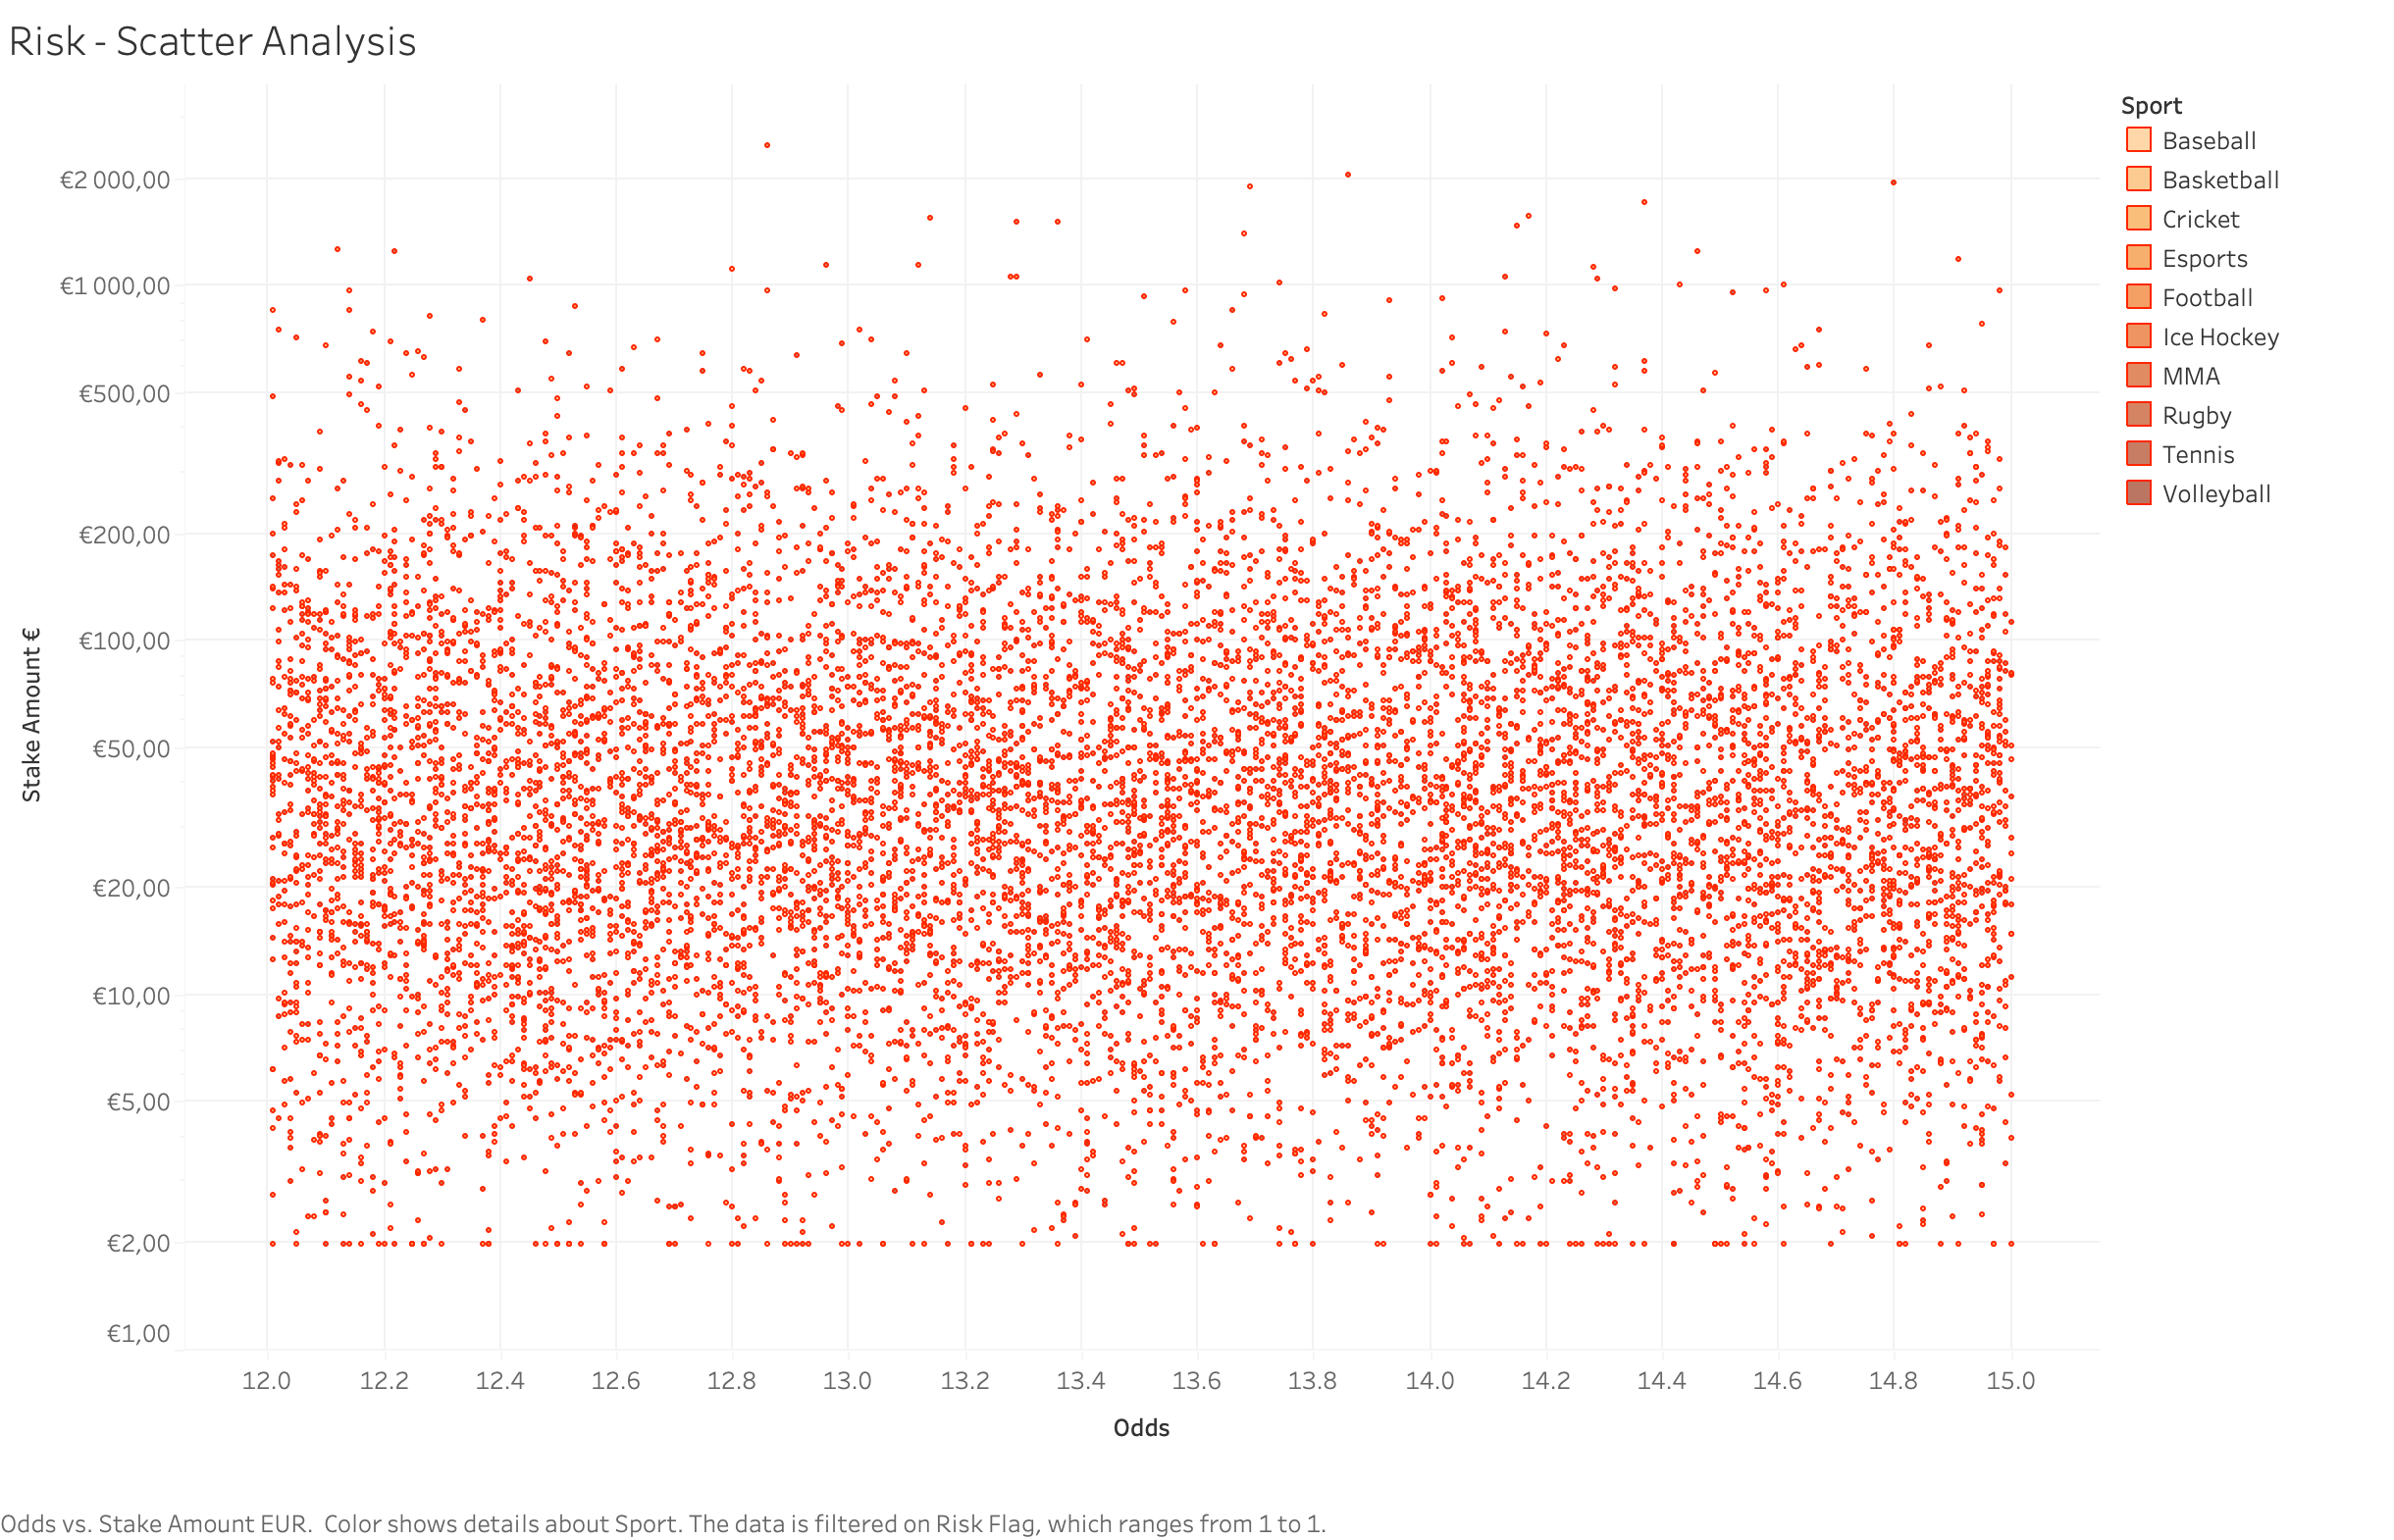 Risk - Scatter Analysis
Sport
Baseball
Basketball
Cricket
Esports
Football
Ice Hockey
MMA
Rugby
Tennis
Volleyball
Stake Amount €
€2 000,00
€1 000,00
€500,00
€200,00
€100,00
€50,00
€20,00
€10,00
€5,00
€2,00
€1,00
12.0 12.2 12.4 12.6 12.8 13.0 13.2 13.4 13.6 13.8 14.0 14.2 14.4 14.6 14.8 15.0
Odds
Odds vs. Stake Amount EUR.  Color shows details about Sport. The data is filtered on Risk Flag, which ranges from 1 to 1.